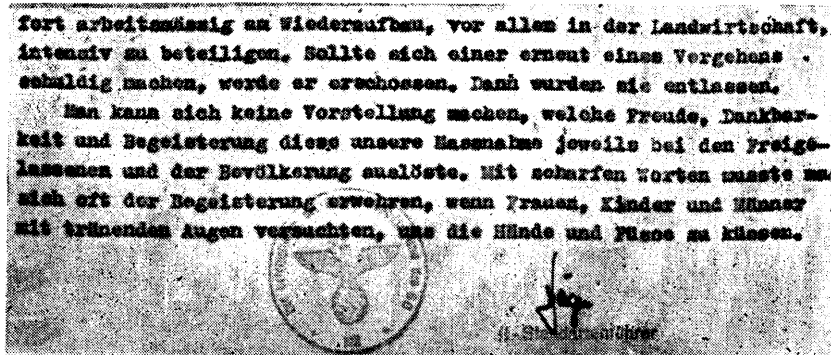 fort arbeitsmässig am Wiederaufbau, vor allem in der Landwirtschaft,
intensiv zu beteiligen. Sollte sich einer erneut eines Vergehens
schuldig machen, werde er erschossen. Dann wurden sie entlassen.
Man kann sich keine Vorstellung machen, welche Freude, Dankbar-
keit und Begeisterung diese unsere Massnahme jeweils bei den Freige-
lassenen und der Bevölkerung auslöste. Mit scharfen Worten musste
sich oft der Begeisterung erwehren, wenn Frauen, Kinder und Männer
mit tränenden Augen versuchten, uns die Hände und Füsse zu küssen.
Standartenführer